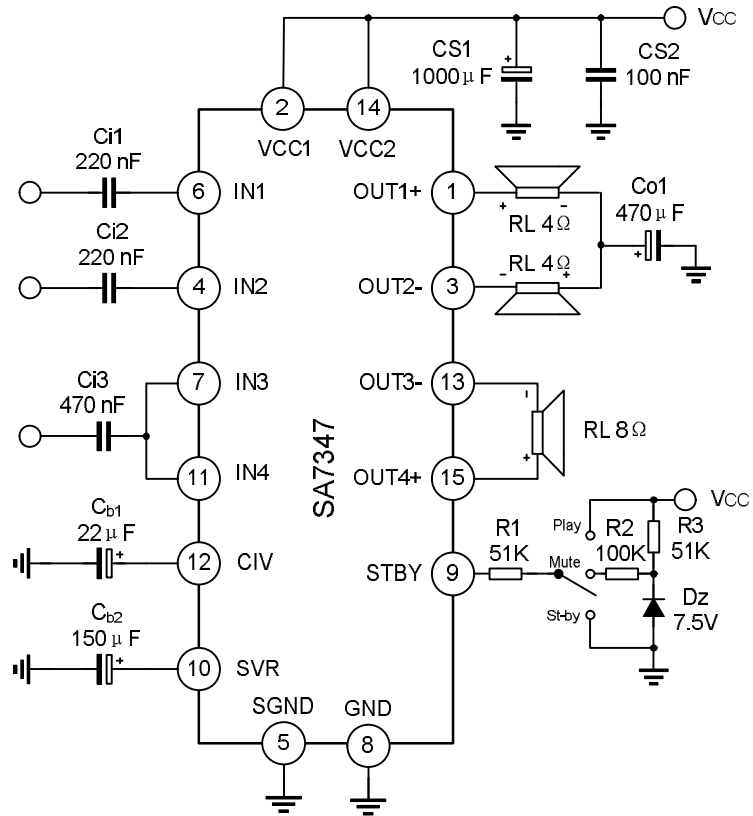 VCC
CS1
1000μF
CS2
100 nF
2
14
VCC1
VCC2
Ci1
220 nF
6
IN1
OUT1+
1
+ -
RL 4Ω
Co1
470μF
+
Ci2
220 nF
4
IN2
OUT2-
3
RL 4Ω
- +
Ci3
470 nF
7
IN3
OUT3-
13
11
IN4
OUT4+
15
-
+
RL 8Ω
SA7347
Cb1
22μF
+
12
CIV
STBY
9
R1
51K
Play
Mute
St-by
R2
100K
R3
51K
VCC
Dz
7.5V
Cb2
150μF
+
10
SVR
SGND
GND
5
8